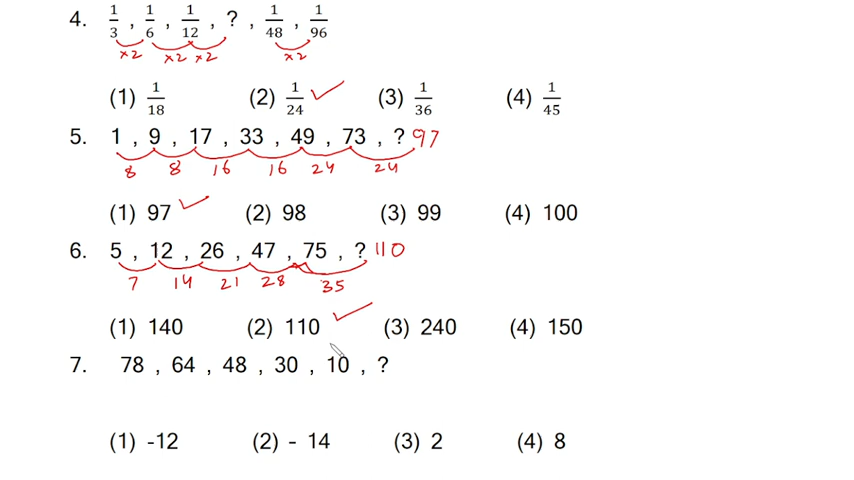 4. 1/3 , 1/6 , 1/12 , ? , 1/48 , 1/96
×2 ×2 ×2 ×2
(1) 1/18 (2) 1/24 (3) 1/36 (4) 1/45
5. 1 , 9 , 17 , 33 , 49 , 73 , ? 97
8 8 16 16 24 24
(1) 97 (2) 98 (3) 99 (4) 100
6. 5 , 12 , 26 , 47 , 75 , ? 110
7 14 21 28 35
(1) 140 (2) 110 (3) 240 (4) 150
7. 78 , 64 , 48 , 30 , 10 , ?
(1) -12 (2) - 14 (3) 2 (4) 8